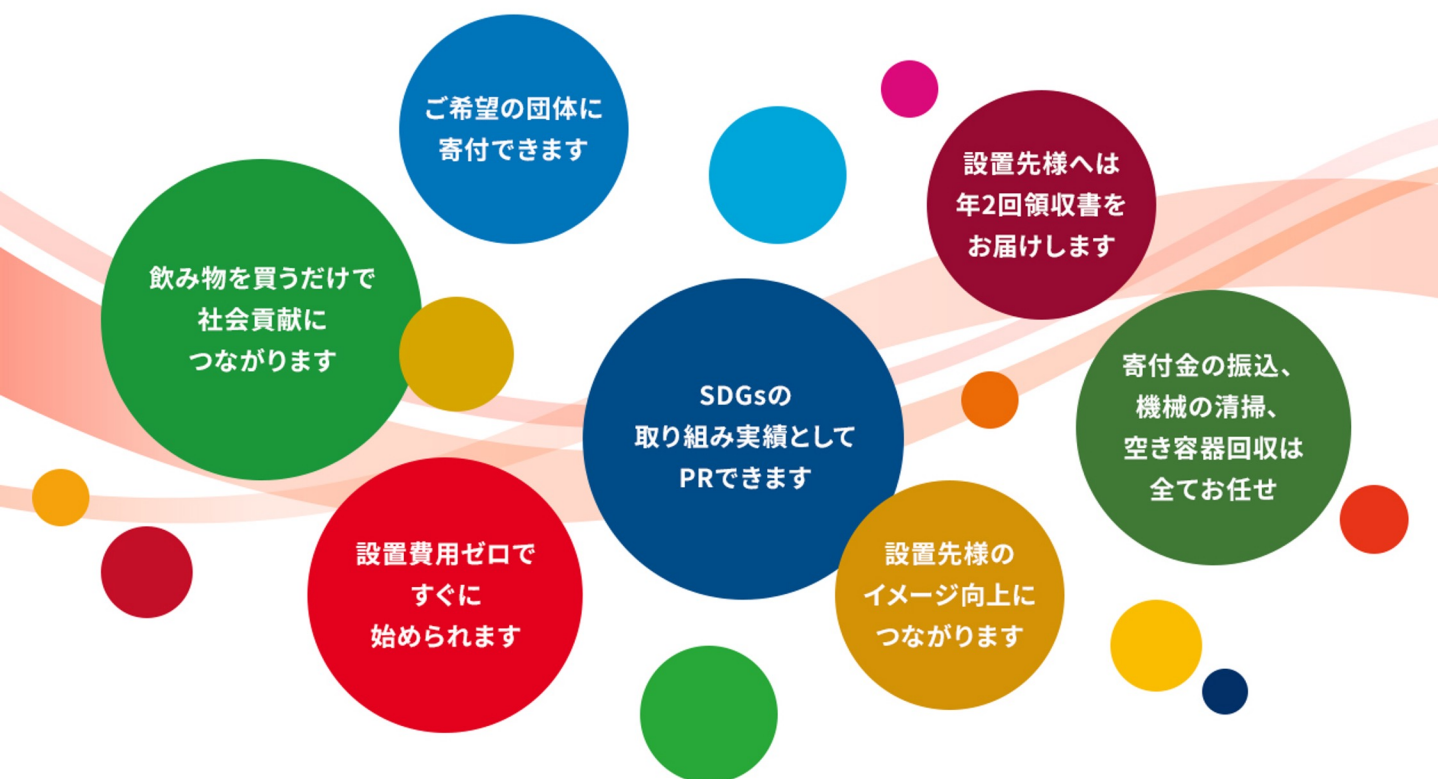 ご希望の団体に
寄付できます
設置先様へは
年2回領収書を
お届けします
飲み物を買うだけで
社会貢献に
つながります
SDGsの
取り組み実績として
PRできます
寄付金の振込、
機械の清掃、
空き容器回収は
全てお任せ
設置費用ゼロで
すぐに
始められます
設置先様の
イメージ向上に
つながります